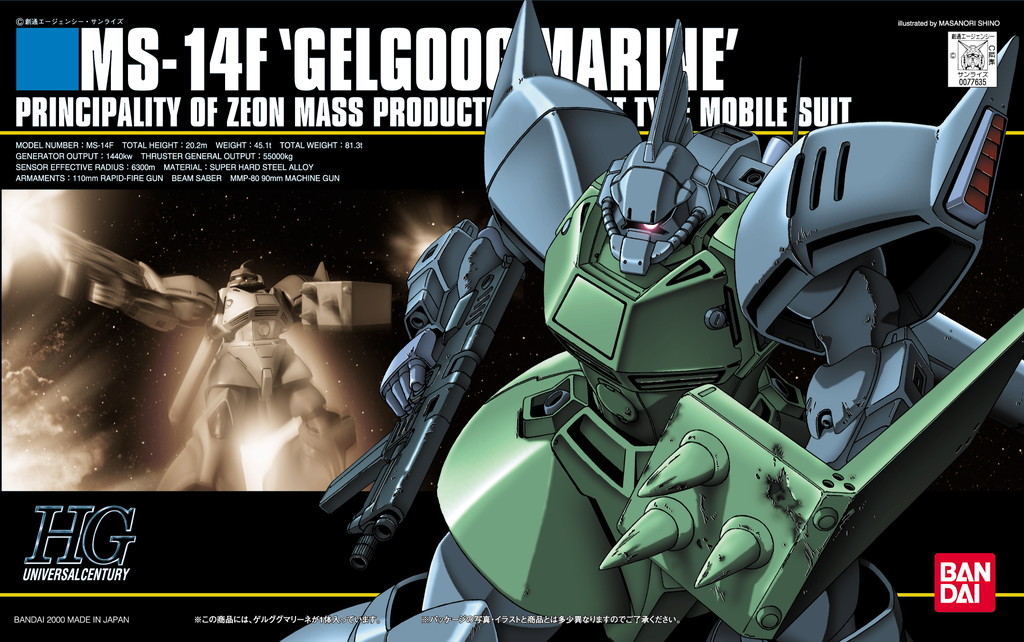 ©創通エージェンシー・サンライズ
illustrated by MASANORI SHINO
MS-14F 'GELGOOG MARINE'
創通エージェンシー
©
証紙
サンライズ
0077635
PRINCIPALITY OF ZEON MASS PRODUCTI T TYPE MOBILE SUIT
MODEL NUMBER：MS-14F TOTAL HEIGHT：20.2m WEIGHT：45.1t TOTAL WEIGHT：81.3t
GENERATOR OUTPUT：1440kw THRUSTER GENERAL OUTPUT：55000kg
SENSOR EFFECTIVE RADIUS：6300m MATERIAL：SUPER HARD STEEL ALLOY
ARMAMENTS：110mm RAPID-FIRE GUN BEAM SABER MMP-80 90mm MACHINE GUN
HG
UNIVERSAL CENTURY
BAN
DAI
BANDAI 2000 MADE IN JAPAN
※この商品には、ゲルググマリーネが1体入っています。
※パッケージの写真・イラストと商品とは多少異なりますのでご了承ください。